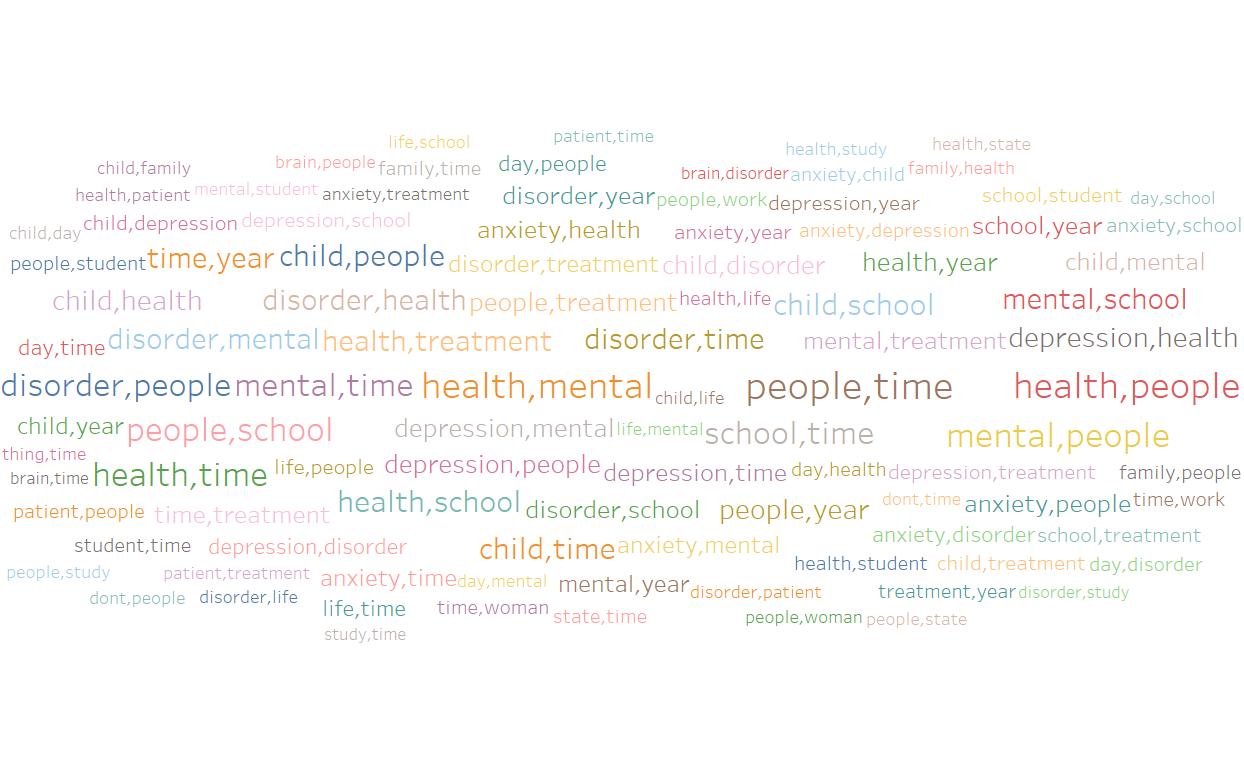 life,school patient,time health,study health,state
child,family brain,people family,time day,people brain,disorder anxiety,child family,health
health,patient mental,student anxiety,treatment disorder,year people,work depression,year school,student day,school
child,day child,depression depression,school anxiety,health anxiety,year anxiety,depression school,year anxiety,school
people,student time,year child,people disorder,treatment child,disorder health,year child,mental
child,health disorder,health people,treatment health,life child,school mental,school
day,time disorder,mental health,treatment disorder,time mental,treatment depression,health
disorder,people mental,time health,mental child,life people,time health,people
child,year people,school depression,mental life,mental school,time mental,people
thing,time
brain,time health,time life,people depression,people depression,time day,health depression,treatment family,people
patient,people time,treatment health,school disorder,school people,year dont,time anxiety,people time,work
student,time depression,disorder child,time anxiety,mental anxiety,disorder school,treatment
people,study patient,treatment anxiety,time day,mental mental,year health,student child,treatment day,disorder
dont,people disorder,life life,time time,woman state,time disorder,patient people,woman treatment,year disorder,study
people,state
study,time